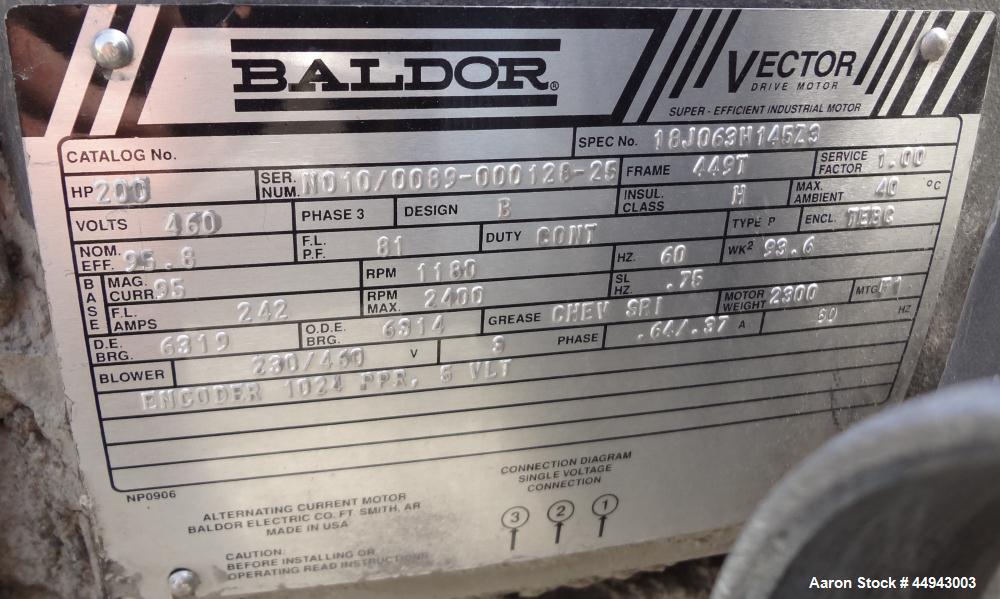 BALDOR®
VECTOR
DRIVE MOTOR
SUPER - EFFICIENT INDUSTRIAL MOTOR
CATALOG No. SPEC No. 18J063H145Z3
HP 200 SER. NUM. N010/0089-000128-25 FRAME 449T SERVICE FACTOR 1.00
VOLTS 460 PHASE 3 DESIGN B INSUL. CLASS H MAX. AMBIENT 40 °C
NOM. EFF. 95.8 F.L. P.F. 81 DUTY CONT TYPE P ENCL. TEBC
BASE MAG. CURR. 95 RPM 1180 HZ. 60 WK² 93.6
F.L. AMPS 242 RPM MAX. 2400 SL HZ. .75 MOTOR WEIGHT 2300 MTG F1
D.E. BRG. 6319 O.D.E. BRG. 6314 GREASE CHEV SRI
BLOWER 230/460 V 3 PHASE .64/.37 A 60 HZ
ENCODER 1024 PPR, 5 VLT
NP0906
ALTERNATING CURRENT MOTOR
BALDOR ELECTRIC CO. FT. SMITH, AR
MADE IN USA
CONNECTION DIAGRAM
SINGLE VOLTAGE
CONNECTION
3 2 1
CAUTION:
BEFORE INSTALLING OR
OPERATING READ INSTRUCTIONS
Aaron Stock # 44943003